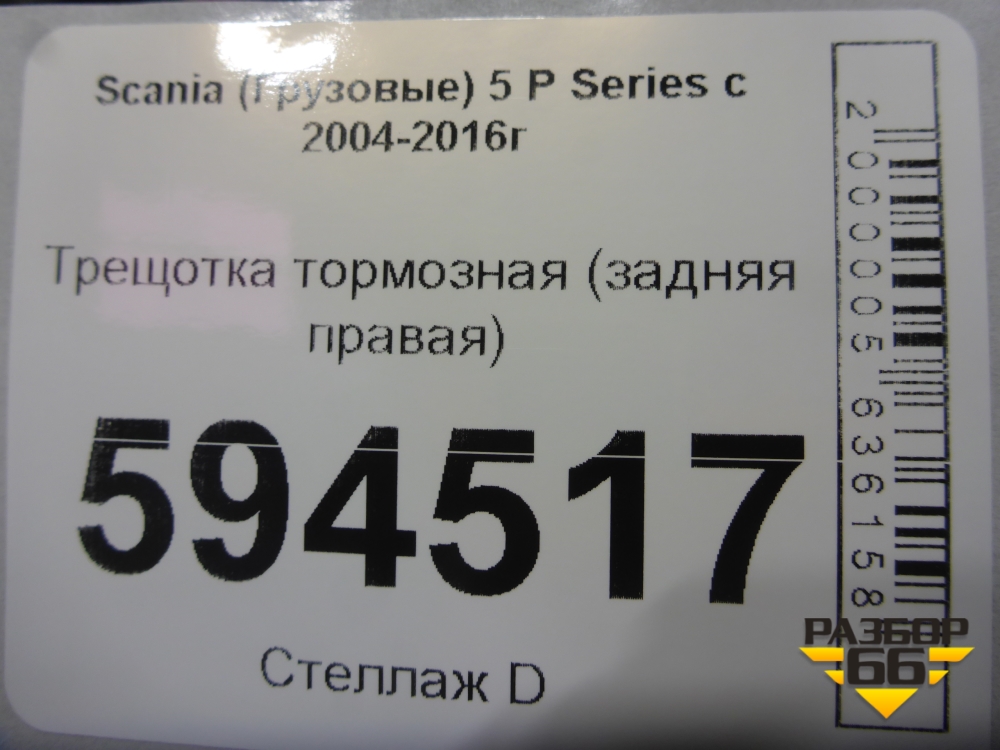 Scania (Грузовые) 5 P Series с
2004-2016г
Трещотка тормозная (задняя
правая)
594517
Стеллаж D
2000005636158
РАЗБОР
66